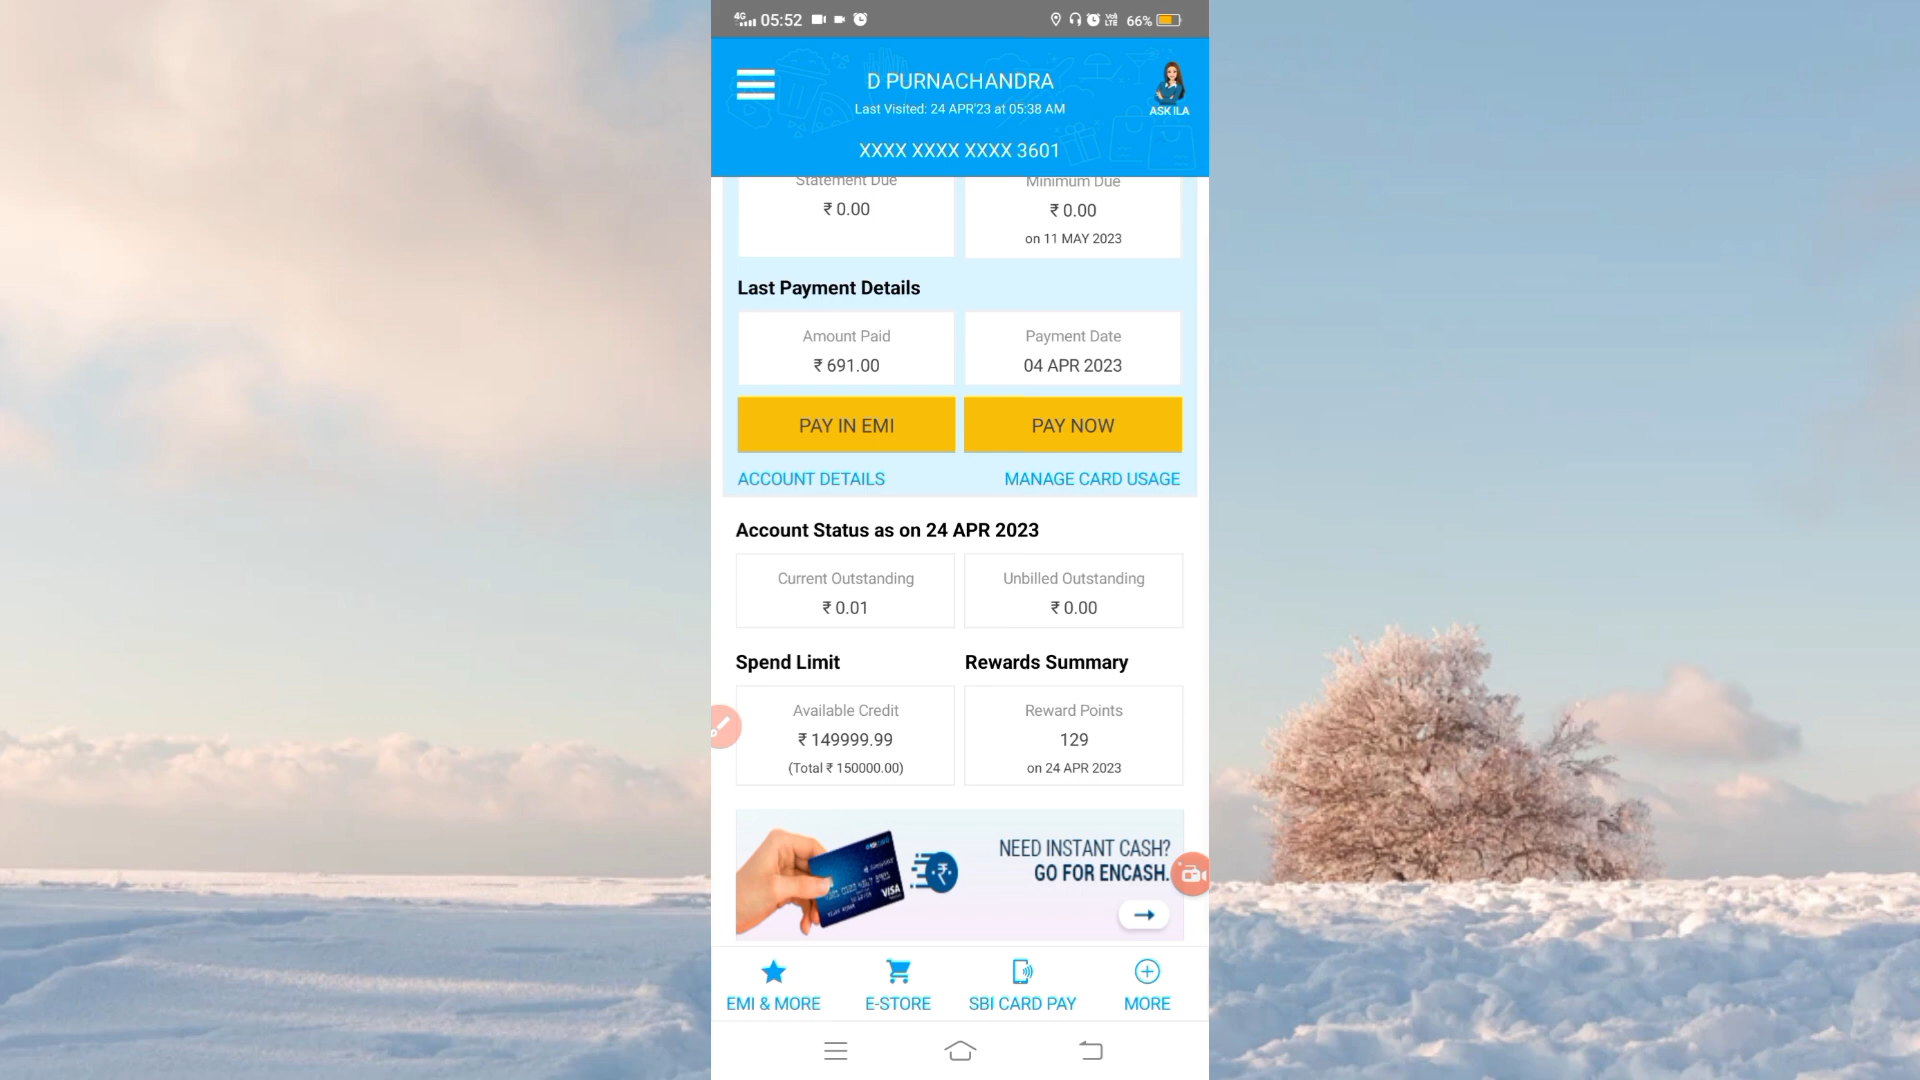 4G 05:52 66%
D PURNACHANDRA
Last Visited: 24 APR'23 at 05:38 AM
ASK ILA
XXXX XXXX XXXX 3601
Statement Due
Minimum Due
₹ 0.00
₹ 0.00
on 11 MAY 2023
Last Payment Details
Amount Paid
Payment Date
₹ 691.00
04 APR 2023
PAY IN EMI
PAY NOW
ACCOUNT DETAILS
MANAGE CARD USAGE
Account Status as on 24 APR 2023
Current Outstanding
Unbilled Outstanding
₹ 0.01
₹ 0.00
Spend Limit
Rewards Summary
Available Credit
Reward Points
₹ 149999.99
129
(Total ₹ 150000.00)
on 24 APR 2023
NEED INSTANT CASH?
GO FOR ENCASH.
VISA
EMI & MORE
E-STORE
SBI CARD PAY
MORE